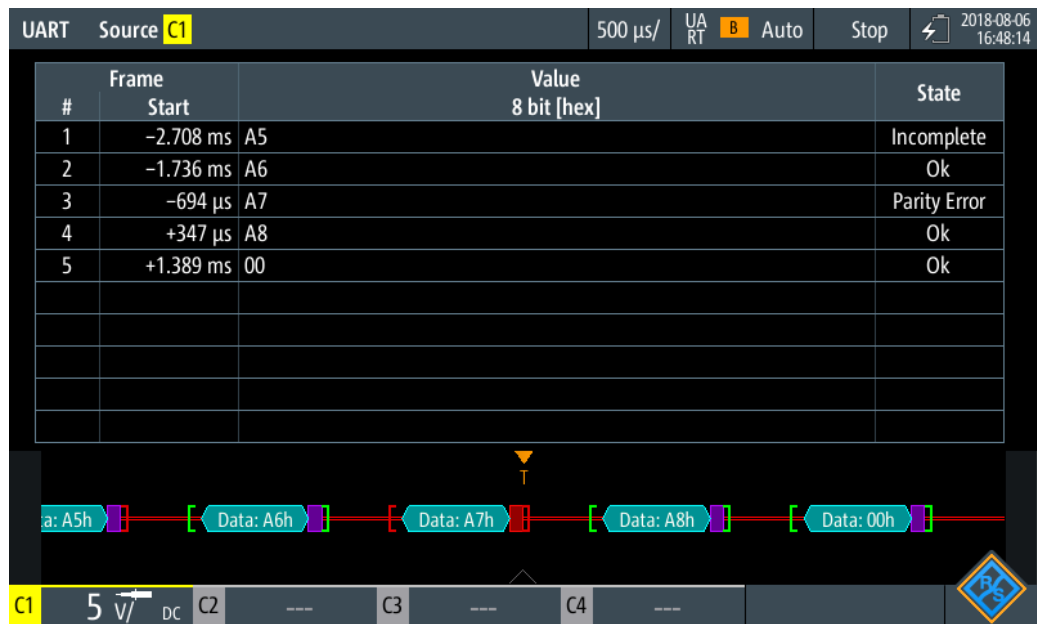 UART Source C1 500 µs/ UART B Auto Stop 2018-08-06
16:48:14
Frame Value State
# Start 8 bit [hex]
1 −2.708 ms A5 Incomplete
2 −1.736 ms A6 Ok
3 −694 µs A7 Parity Error
4 +347 µs A8 Ok
5 +1.389 ms 00 Ok
T
a: A5h Data: A6h Data: A7h Data: A8h Data: 00h
C1 5 V/ DC C2 --- C3 --- C4 ---
R/S